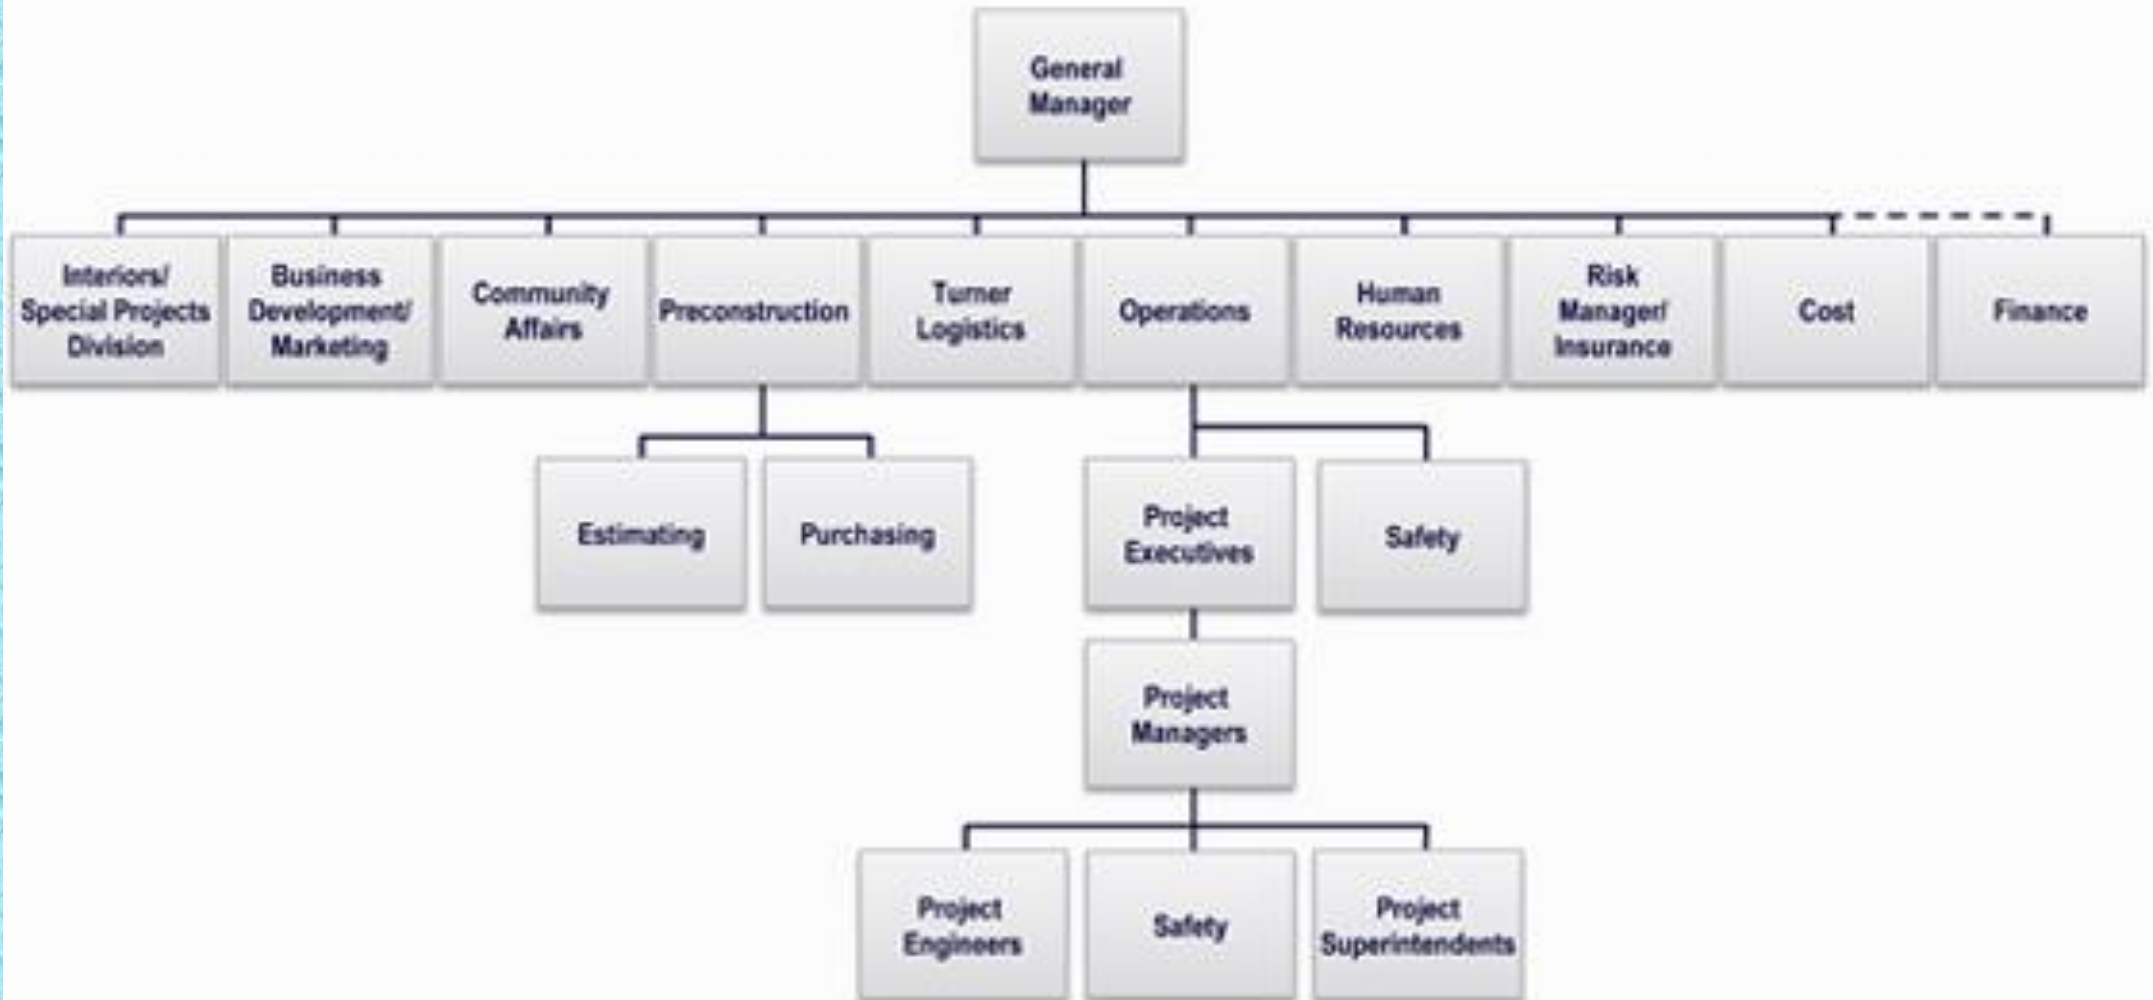 General
Manager
Interiors/
Special Projects
Division
Business
Development/
Marketing
Community
Affairs
Preconstruction
Turner
Logistics
Operations
Human
Resources
Risk
Manager/
Insurance
Cost
Finance
Estimating
Purchasing
Project
Executives
Safety
Project
Managers
Project
Engineers
Safety
Project
Superintendents